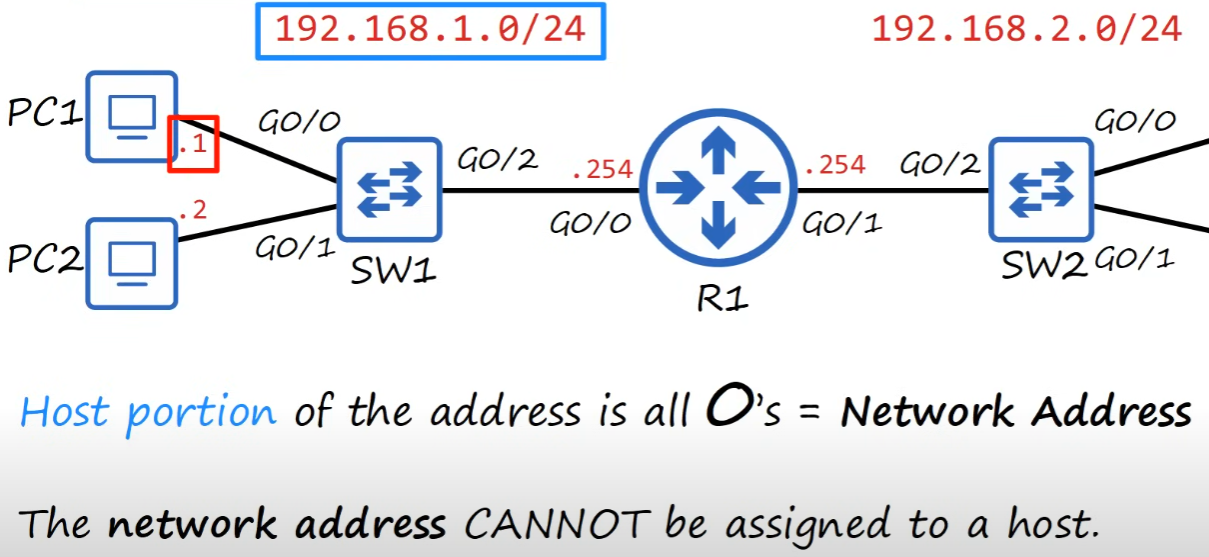 192.168.1.0/24
192.168.2.0/24
PC1
G0/0
G0/0
.1
G0/2
.254
.254
G0/2
.2
G0/0
G0/1
PC2
G0/1
SW1
SW2
G0/1
R1
Host portion of the address is all 0's = Network Address
The network address CANNOT be assigned to a host.